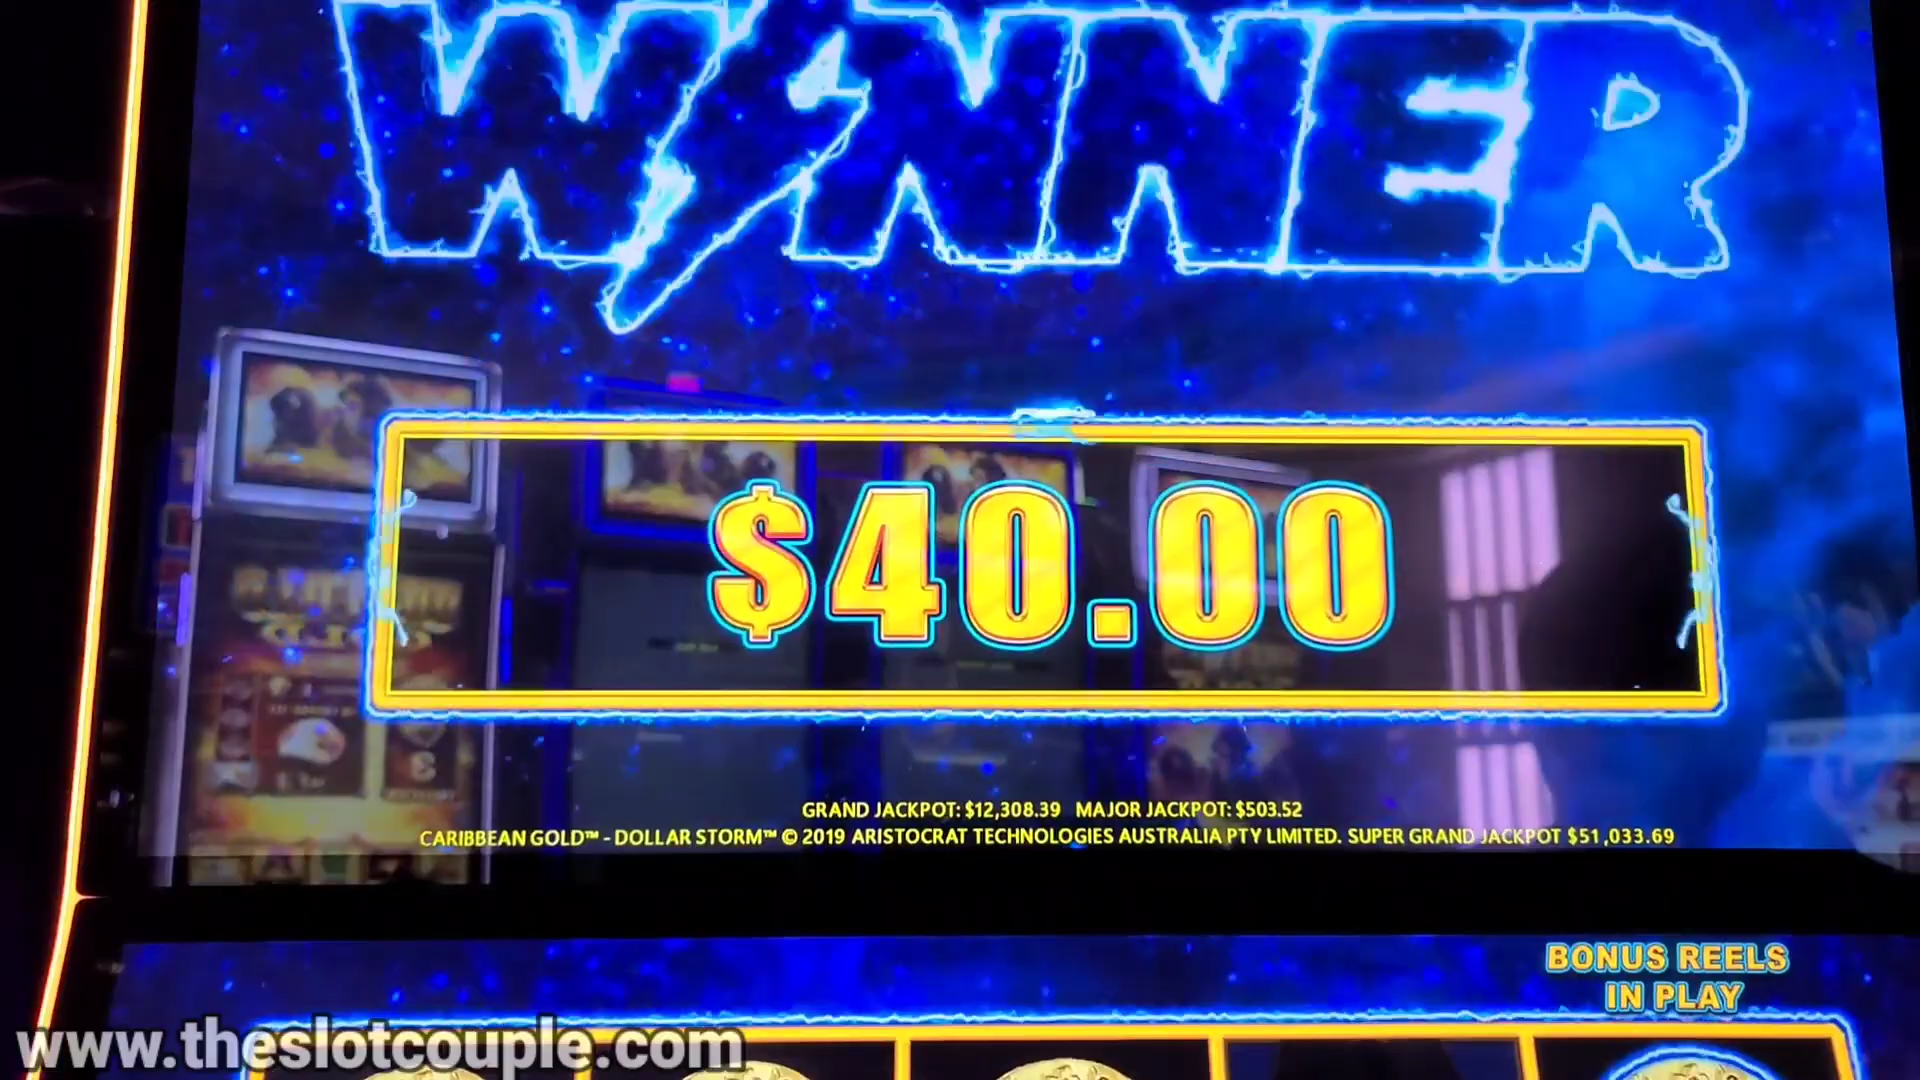 WINNER
$40.00
GRAND JACKPOT: $12,308.39 MAJOR JACKPOT: $503.52
CARIBBEAN GOLD™ - DOLLAR STORM™ © 2019 ARISTOCRAT TECHNOLOGIES AUSTRALIA PTY LIMITED. SUPER GRAND JACKPOT $51,033.69
BONUS REELS
IN PLAY
www.theslotcouple.com